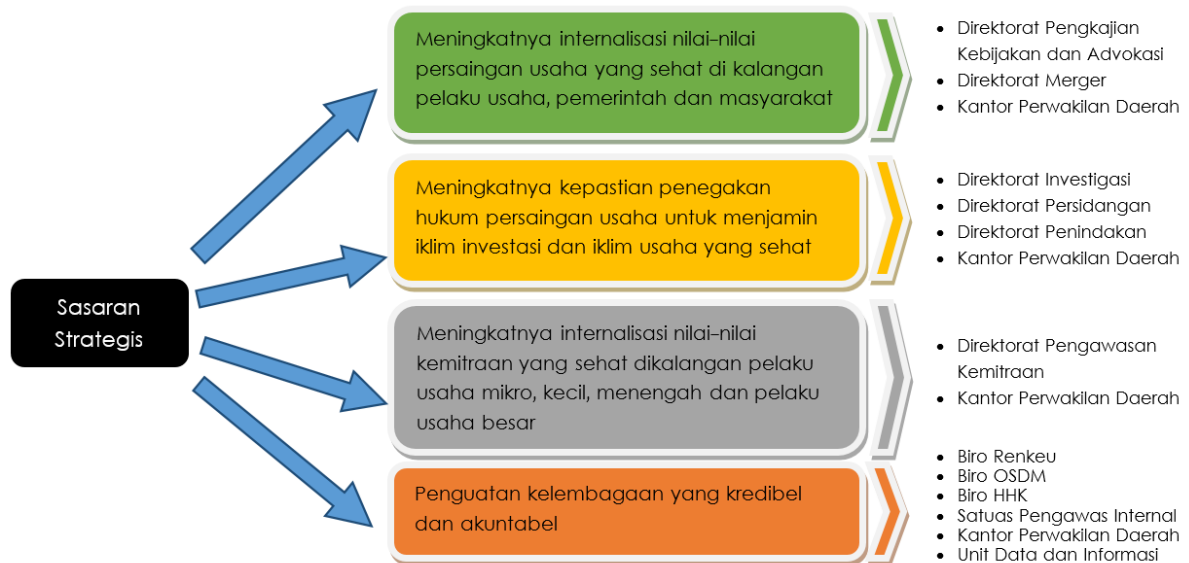 Sasaran
Strategis
Meningkatnya internalisasi nilai-nilai
persaingan usaha yang sehat di kalangan
pelaku usaha, pemerintah dan masyarakat
• Direktorat Pengkajian
Kebijakan dan Advokasi
• Direktorat Merger
• Kantor Perwakilan Daerah
Meningkatnya kepastian penegakan
hukum persaingan usaha untuk menjamin
iklim investasi dan iklim usaha yang sehat
• Direktorat Investigasi
• Direktorat Persidangan
• Direktorat Penindakan
• Kantor Perwakilan Daerah
Meningkatnya internalisasi nilai-nilai
kemitraan yang sehat dikalangan pelaku
usaha mikro, kecil, menengah dan pelaku
usaha besar
• Direktorat Pengawasan
Kemitraan
• Kantor Perwakilan Daerah
Penguatan kelembagaan yang kredibel
dan akuntabel
• Biro Renkeu
• Biro OSDM
• Biro HHK
• Satuas Pengawas Internal
• Kantor Perwakilan Daerah
• Unit Data dan Informasi